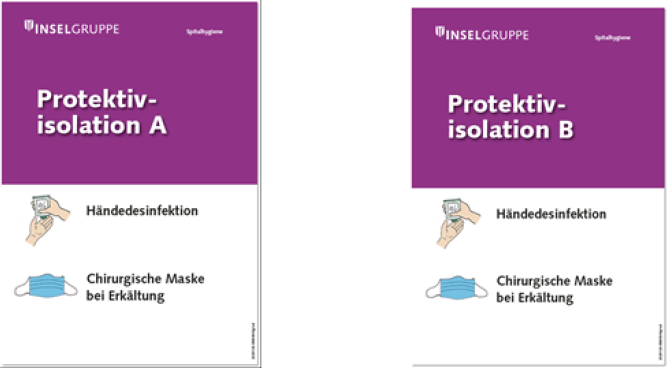 INSELGRUPPE
Spitalhygiene
Protektiv-
isolation A
Händedesinfektion
Chirurgische Maske
bei Erkältung
INSELGRUPPE
Spitalhygiene
Protektiv-
isolation B
Händedesinfektion
Chirurgische Maske
bei Erkältung